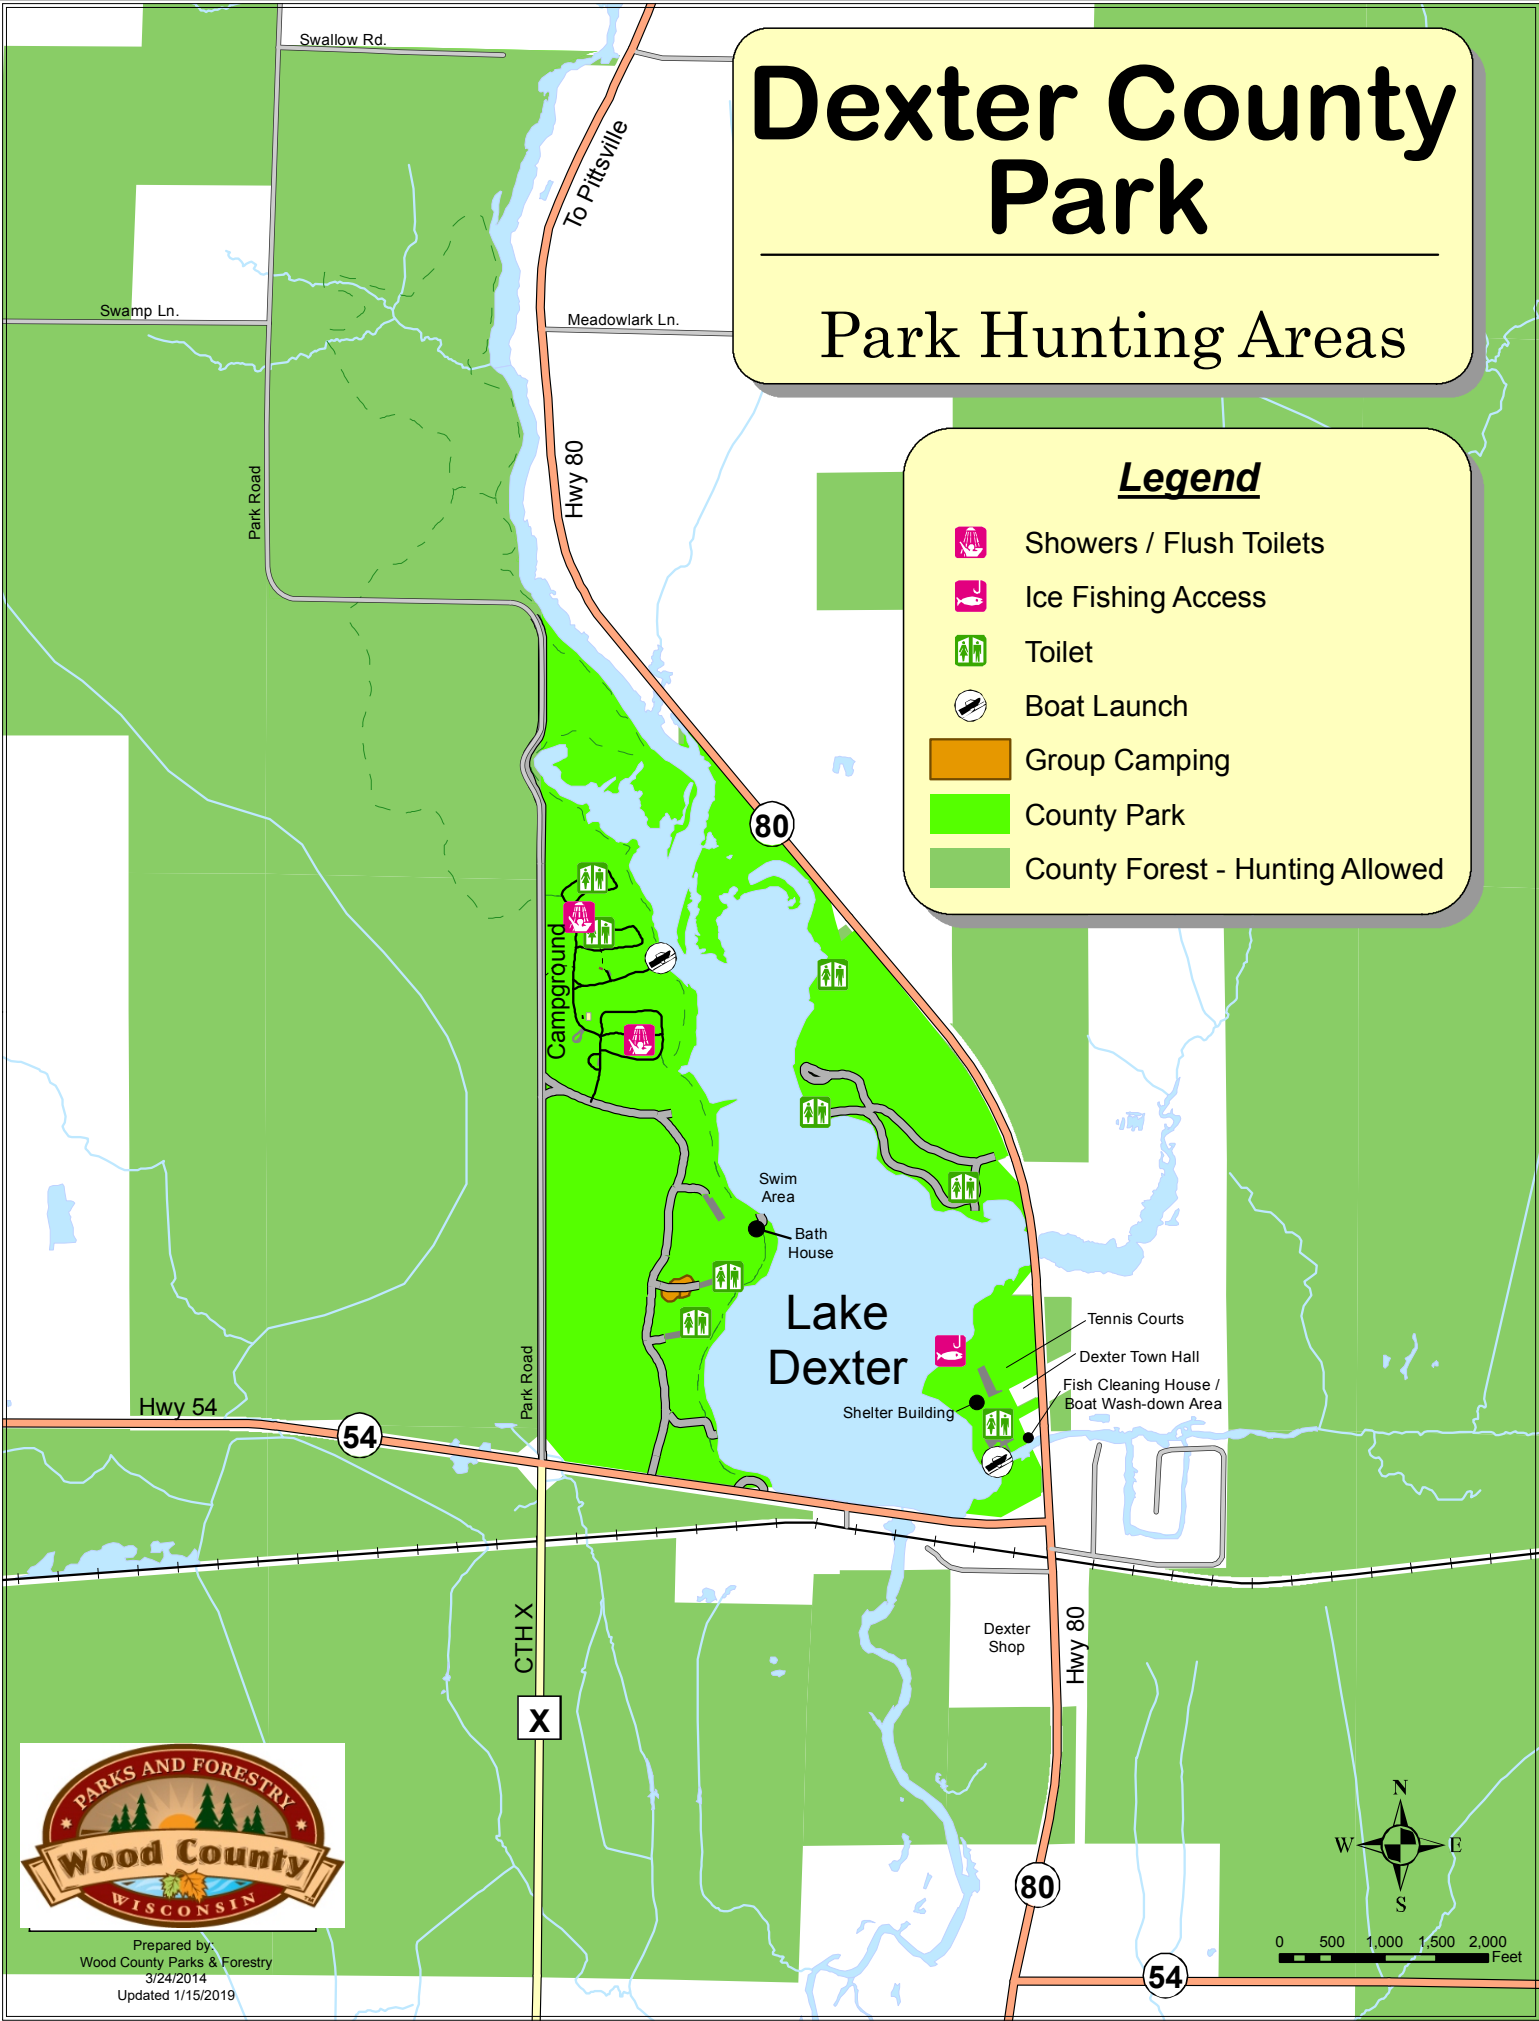 Dexter County
Park
Park Hunting Areas
Legend
Showers / Flush Toilets
Ice Fishing Access
Toilet
Boat Launch
Group Camping
County Park
County Forest - Hunting Allowed
Swallow Rd.
To Pittsville
Swamp Ln.
Meadowlark Ln.
Park Road
Hwy 80
80
Campground
Swim
Area
Bath
House
Lake
Dexter
Tennis Courts
Dexter Town Hall
Fish Cleaning House /
Boat Wash-down Area
Shelter Building
Park Road
Hwy 54
54
CTH X
X
Dexter
Shop
Hwy 80
80
54
PARKS AND FORESTRY
Wood County
WISCONSIN
Prepared by:
Wood County Parks & Forestry
3/24/2014
Updated 1/15/2019
N
W E
S
0 500 1,000 1,500 2,000
Feet